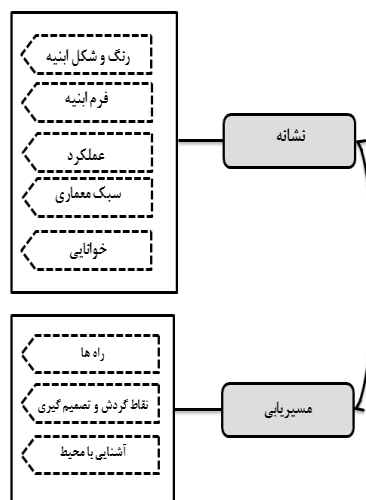 نشانه
رنگ و شکل ابنیه
فرم ابنیه
عملکرد
سبک معماری
خوانایی
مسیریابی
راه ها
نقاط گردش و تصمیم گیری
آشنایی با محیط